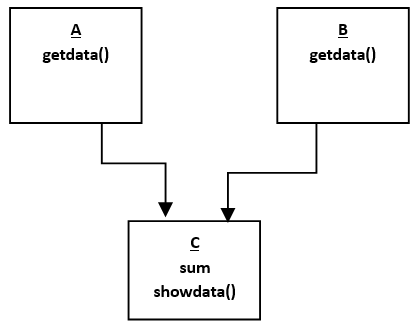 A
getdata()
B
getdata()
C
sum
showdata()